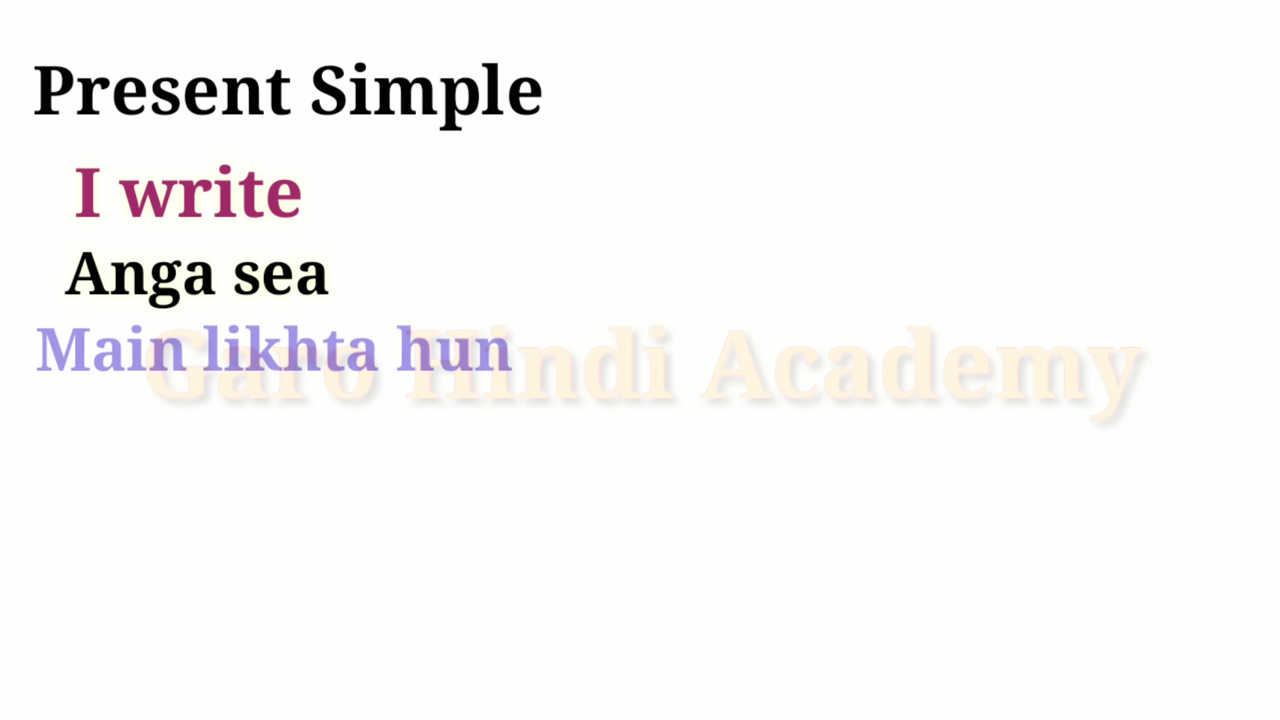 Present Simple
I write
Anga sea
Main likhta hun
Garo Hindi Academy